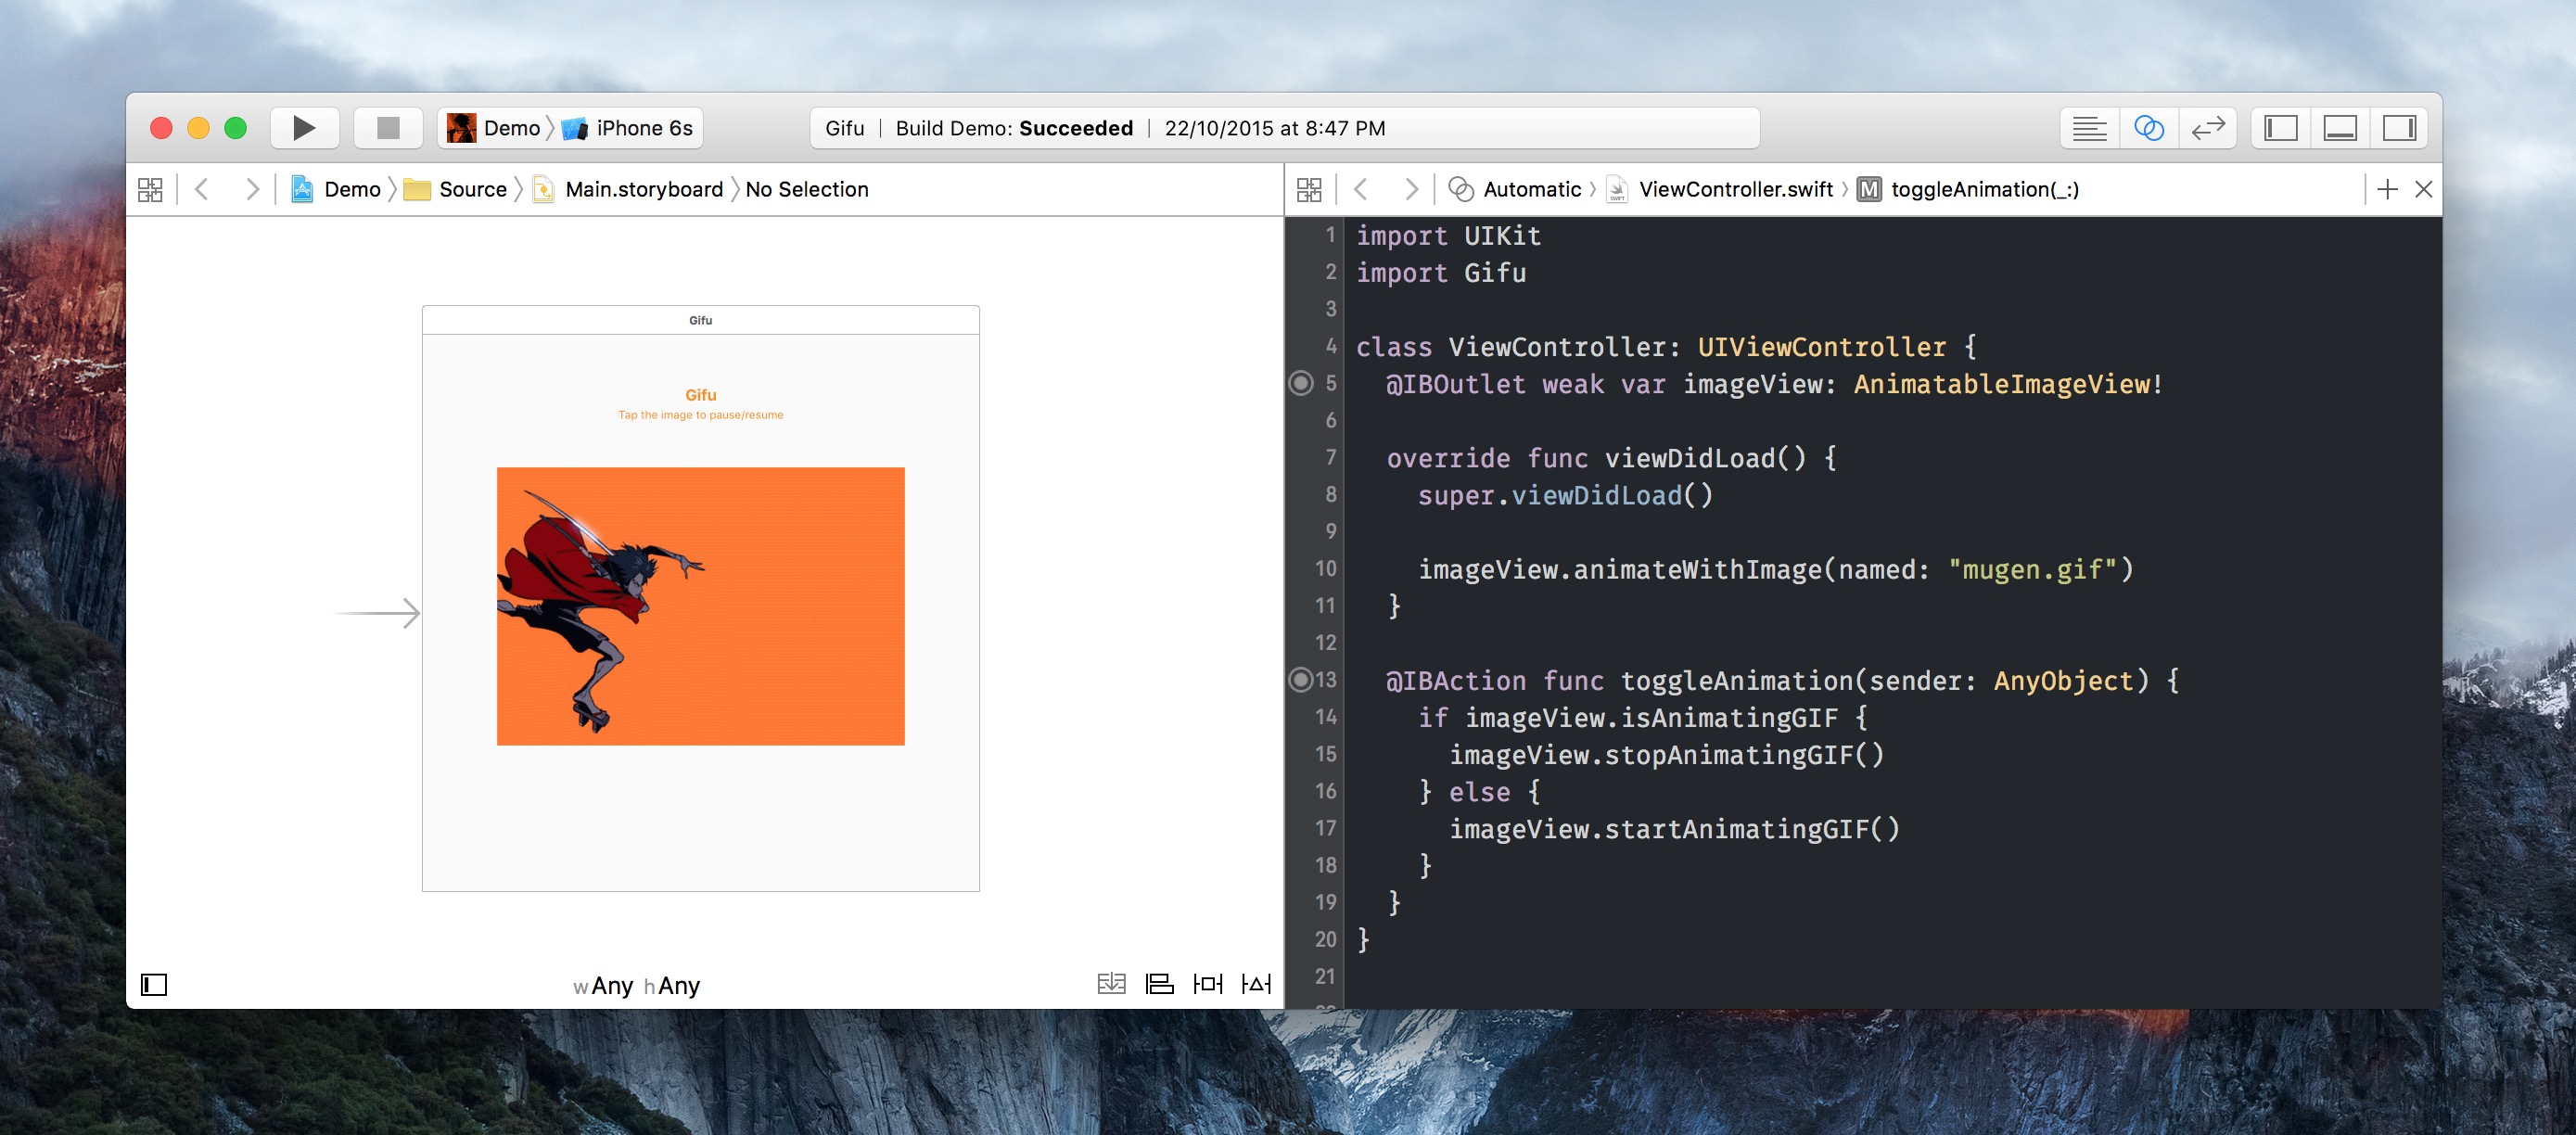 Demo iPhone 6s
Gifu | Build Demo: Succeeded | 22/10/2015 at 8:47 PM
Demo Source Main.storyboard No Selection
Gifu
Gifu
Tap the image to pause/resume
w Any h Any
Automatic ViewController.swift M toggleAnimation(_:)
1 import UIKit
2 import Gifu
3
4 class ViewController: UIViewController {
5 @IBOutlet weak var imageView: AnimatableImageView!
6
7 override func viewDidLoad() {
8 super.viewDidLoad()
9
10 imageView.animateWithImage(named: "mugen.gif")
11 }
12
13 @IBAction func toggleAnimation(sender: AnyObject) {
14 if imageView.isAnimatingGIF {
15 imageView.stopAnimatingGIF()
16 } else {
17 imageView.startAnimatingGIF()
18 }
19 }
20 }
21